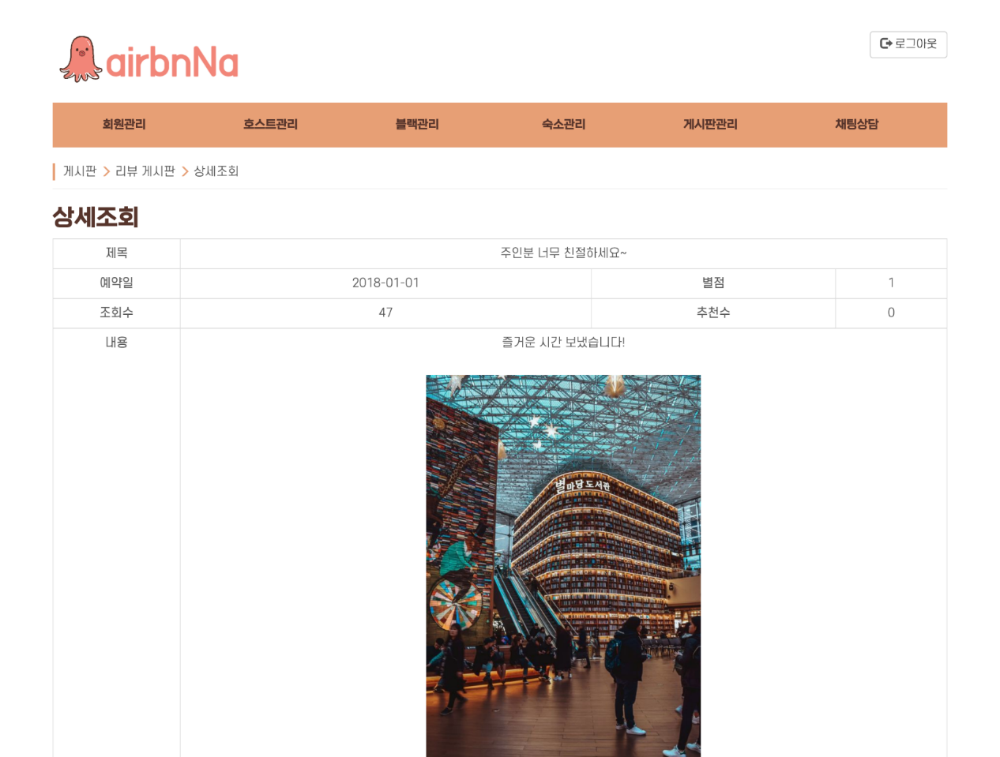 airbnNa
로그아웃
회원관리 호스트관리 블랙관리 숙소관리 게시판관리 채팅상담
게시판 > 리뷰 게시판 > 상세조회
상세조회
제목 주인분 너무 친절하세요~
예약일 2018-01-01 별점 1
조회수 47 추천수 0
내용 즐거운 시간 보냈습니다!
별마당 도서관